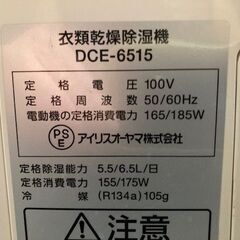 衣類乾燥除湿機
DCE-6515
定格電圧 100V
定格周波数 50/60Hz
電動機の定格消費電力 165/185W
PSE アイリスオーヤマ株式会社
定格除湿能力 5.5/6.5L/日
定格消費電力 155/175W
冷媒 (R134a) 105g
注意